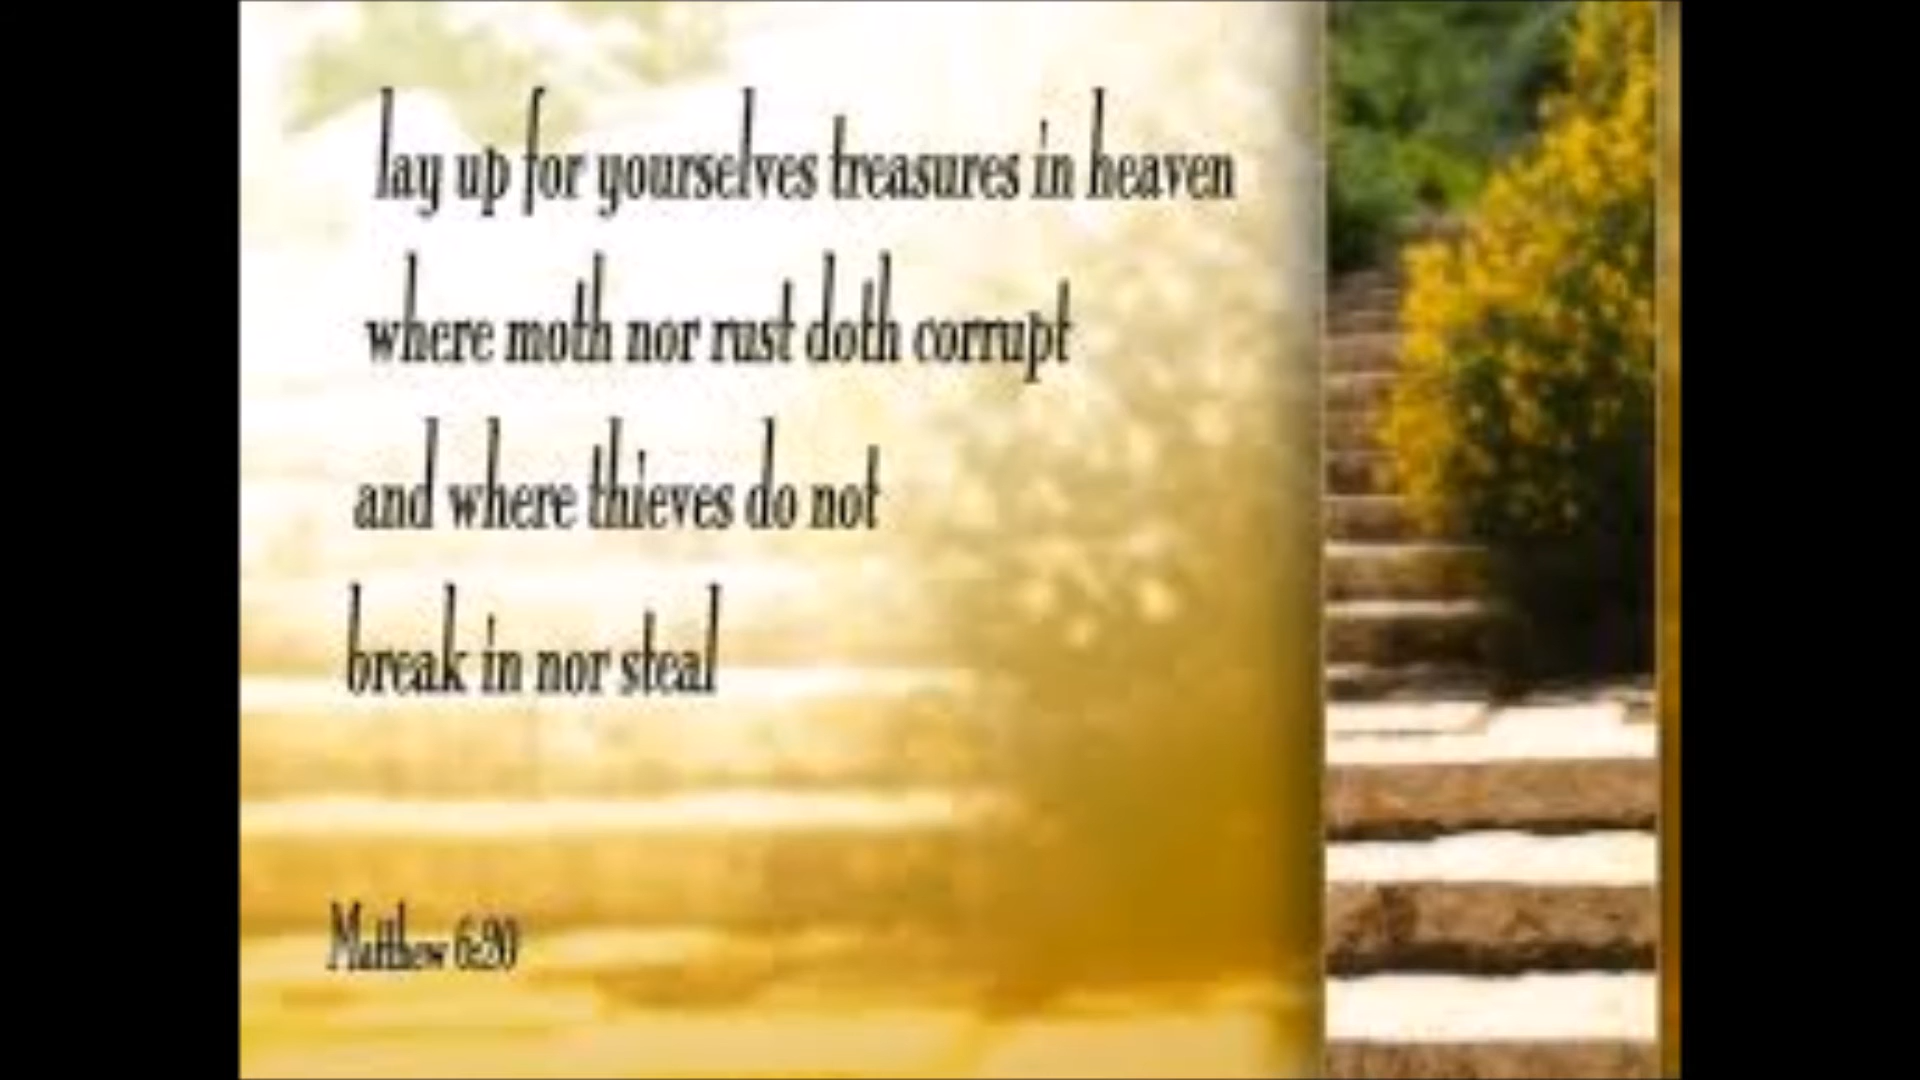 lay up for yourselves treasures in heaven
where moth nor rust doth corrupt
and where thieves do not
break in nor steal
Matthew 6:20